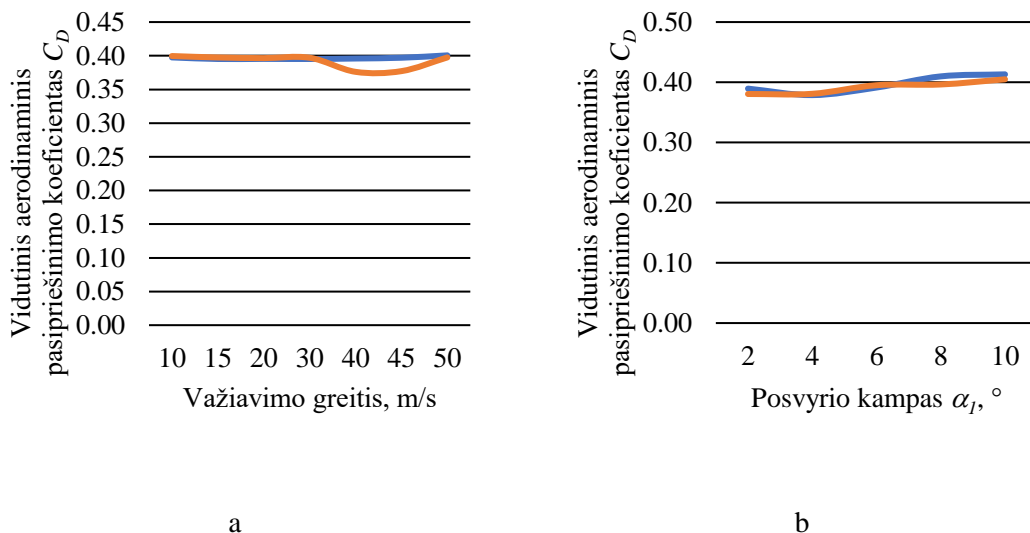 Vidutinis aerodinaminis
pasipriešinimo koeficientas C_D
0.45
0.40
0.35
0.30
0.25
0.20
0.15
0.10
0.05
0.00
10 15 20 30 40 45 50
Važiavimo greitis, m/s
a
Vidutinis aerodinaminis
pasipriešinimo koeficientas C_D
0.50
0.40
0.30
0.20
0.10
0.00
2 4 6 8 10
Posvyrio kampas α₁, °
b